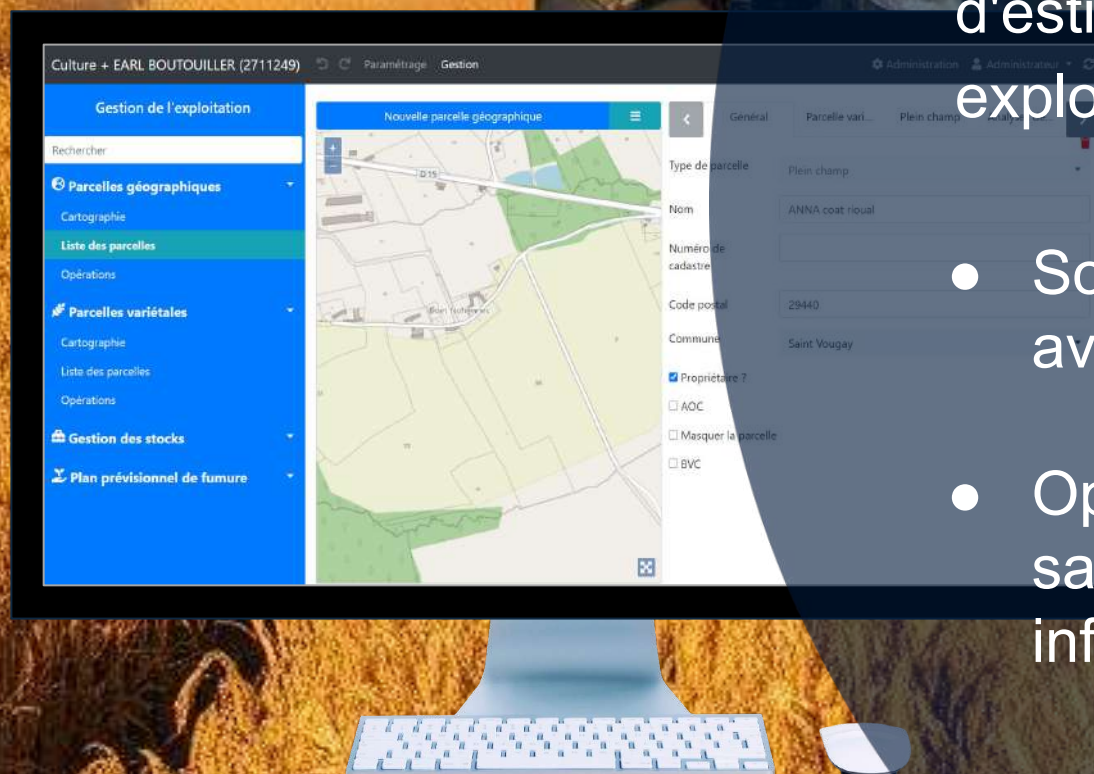 d'esti
Culture + EARL BOUTOUILLER (2711249) Paramétrage Gestion Administration Administrateur
explo
Gestion de l'exploitation
Nouvelle parcelle géographique
Général Parcelle vari... Plein champ
Rechercher
Parcelles géographiques
Cartographie
Liste des parcelles
Opérations
Parcelles variétales
Cartographie
Liste des parcelles
Opérations
Gestion des stocks
Plan prévisionnel de fumure
D 15
Type de parcelle Plein champ
Nom ANNA coat rioual
Numéro de
cadastre
Code postal 29440
Commune Saint Vougay
Propriétaire ?
AOC
Masquer la parcelle
BVC
● So
av
● Op
sa
inf